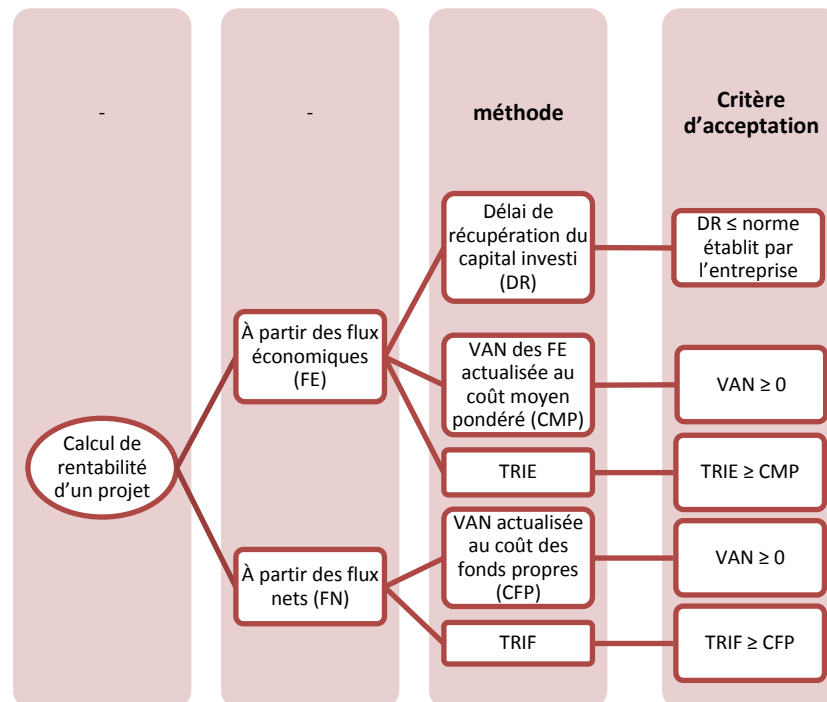 -
-
méthode
Critère
d'acceptation
Calcul de
rentabilité
d'un projet
À partir des flux
économiques
(FE)
Délai de
récupération du
capital investi
(DR)
DR ≤ norme
établit par
l'entreprise
VAN des FE
actualisée au
coût moyen
pondéré (CMP)
VAN ≥ 0
TRIE
TRIE ≥ CMP
À partir des flux
nets (FN)
VAN actualisée
au coût des
fonds propres
(CFP)
VAN ≥ 0
TRIF
TRIF ≥ CFP